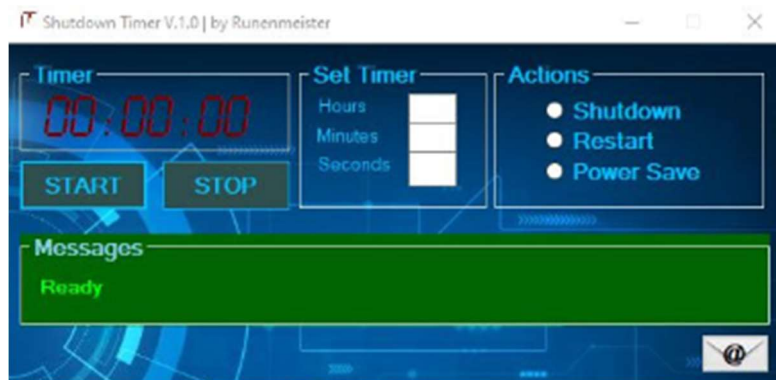 Shutdown Timer V.1.0 | by Runenmeister
Timer
00:00:00
START
STOP
Set Timer
Hours
Minutes
Seconds
Actions
Shutdown
Restart
Power Save
Messages
Ready
@